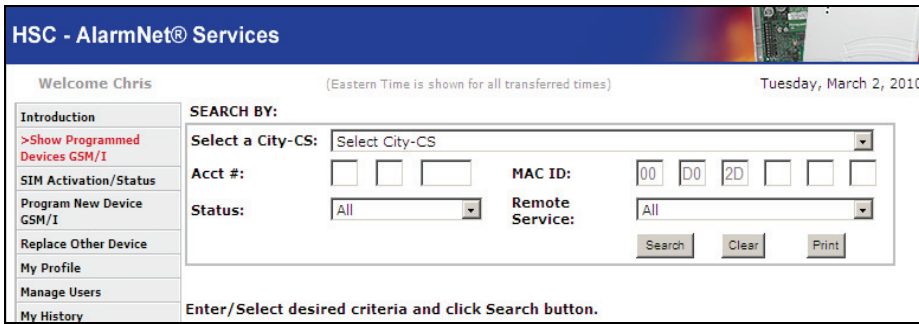 HSC - AlarmNet® Services
Welcome Chris
(Eastern Time is shown for all transferred times)
Tuesday, March 2, 2010
Introduction
>Show Programmed
Devices GSM/I
SIM Activation/Status
Program New Device
GSM/I
Replace Other Device
My Profile
Manage Users
My History
SEARCH BY:
Select a City-CS: Select City-CS
Acct #: MAC ID: 00 D0 2D
Status: All Remote
Service: All
Search Clear Print
Enter/Select desired criteria and click Search button.